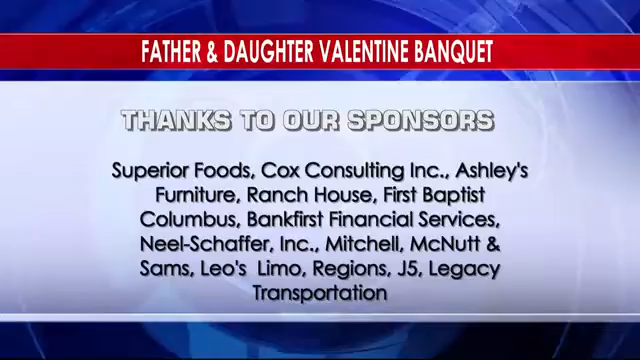 FATHER & DAUGHTER VALENTINE BANQUET
THANKS TO OUR SPONSORS
Superior Foods, Cox Consulting Inc., Ashley's
Furniture, Ranch House, First Baptist
Columbus, Bankfirst Financial Services,
Neel-Schaffer, Inc., Mitchell, McNutt &
Sams, Leo's  Limo, Regions, J5, Legacy
Transportation